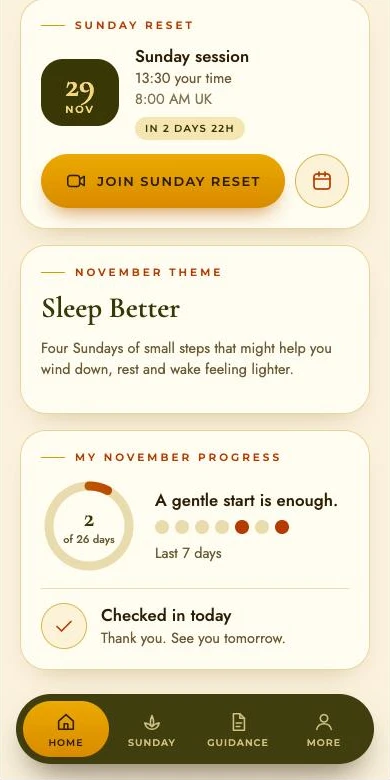 SUNDAY RESET
29
NOV
Sunday session
13:30 your time
8:00 AM UK
IN 2 DAYS 22H
JOIN SUNDAY RESET
NOVEMBER THEME
Sleep Better
Four Sundays of small steps that might help you
wind down, rest and wake feeling lighter.
MY NOVEMBER PROGRESS
2
of 26 days
A gentle start is enough.
Last 7 days
Checked in today
Thank you. See you tomorrow.
HOME
SUNDAY
GUIDANCE
MORE